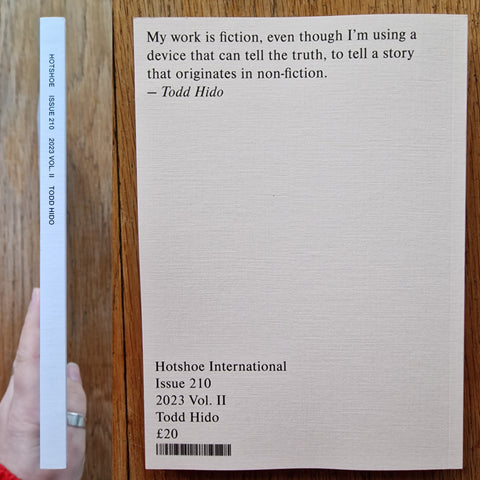 HOTSHOE ISSUE 210 2023 VOL. II TODD HIDO
My work is fiction, even though I'm using a
device that can tell the truth, to tell a story
that originates in non-fiction.
— Todd Hido
Hotshoe International
Issue 210
2023 Vol. II
Todd Hido
£20